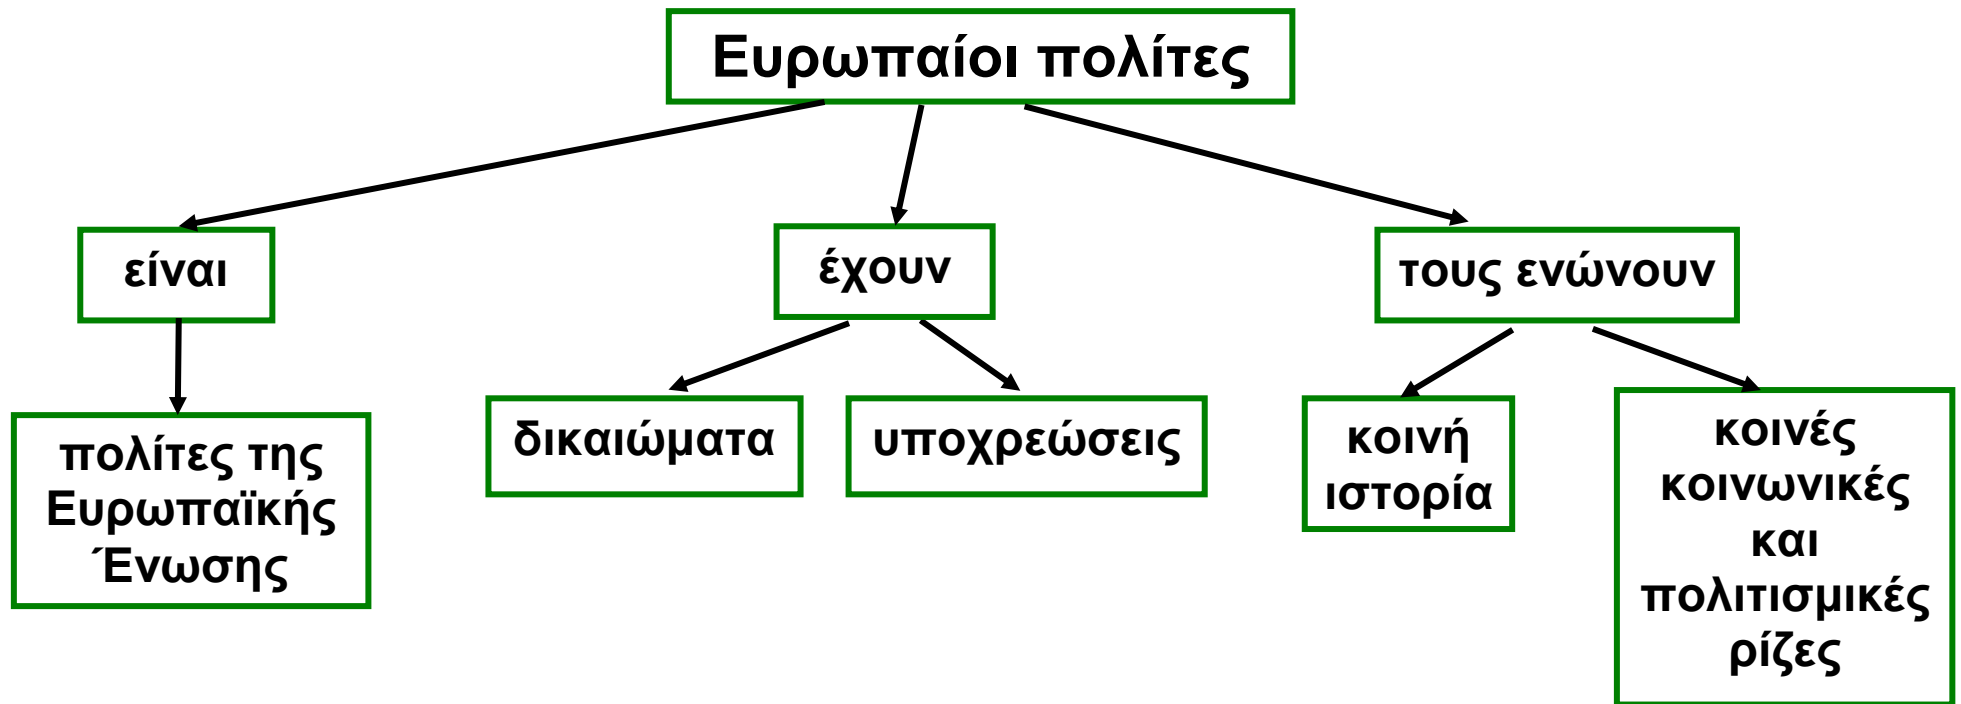 Ευρωπαίοι πολίτες
είναι
έχουν
τους ενώνουν
πολίτες της
Ευρωπαϊκής
Ένωσης
δικαιώματα
υποχρεώσεις
κοινή
ιστορία
κοινές
κοινωνικές
και
πολιτισμικές
ρίζες